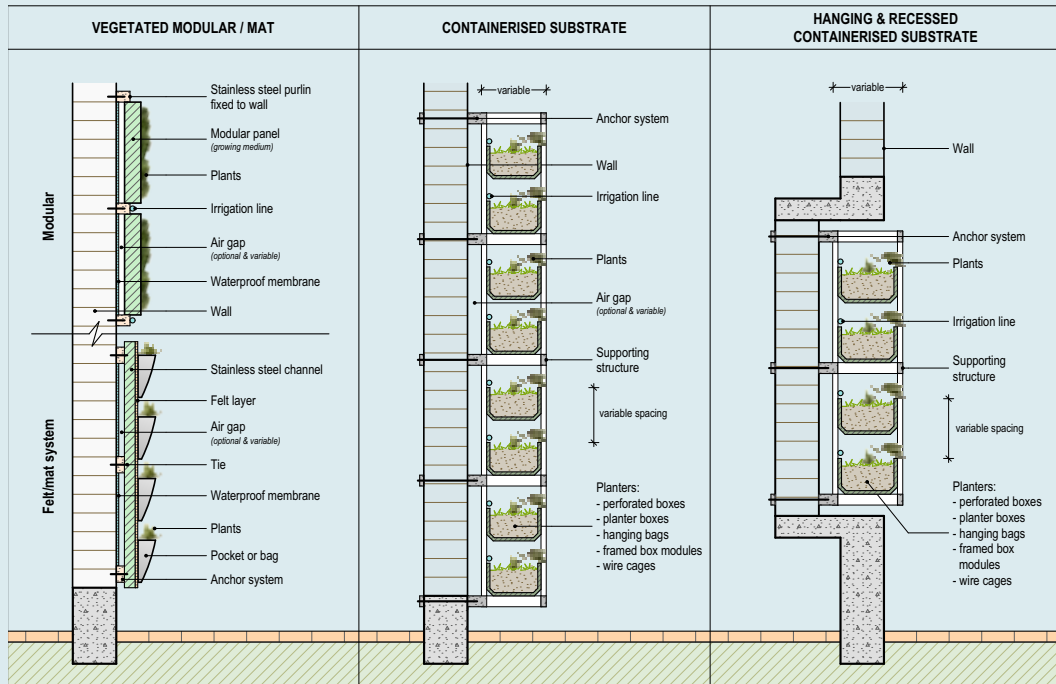 VEGETATED MODULAR / MAT
Stainless steel purlin
fixed to wall
Modular panel
(growing medium)
Plants
Irrigation line
Air gap
(optional & variable)
Waterproof membrane
Wall
Modular
Stainless steel channel
Felt layer
Air gap
(optional & variable)
Tie
Waterproof membrane
Plants
Pocket or bag
Anchor system
Felt/mat system
CONTAINERISED SUBSTRATE
variable
Anchor system
Wall
Irrigation line
Plants
Air gap
(optional & variable)
Supporting
structure
variable spacing
Planters:
- perforated boxes
- planter boxes
- hanging bags
- framed box modules
- wire cages
HANGING & RECESSED
CONTAINERISED SUBSTRATE
variable
Wall
Anchor system
Plants
Irrigation line
Supporting
structure
variable spacing
Planters:
- perforated boxes
- planter boxes
- hanging bags
- framed box
modules
- wire cages